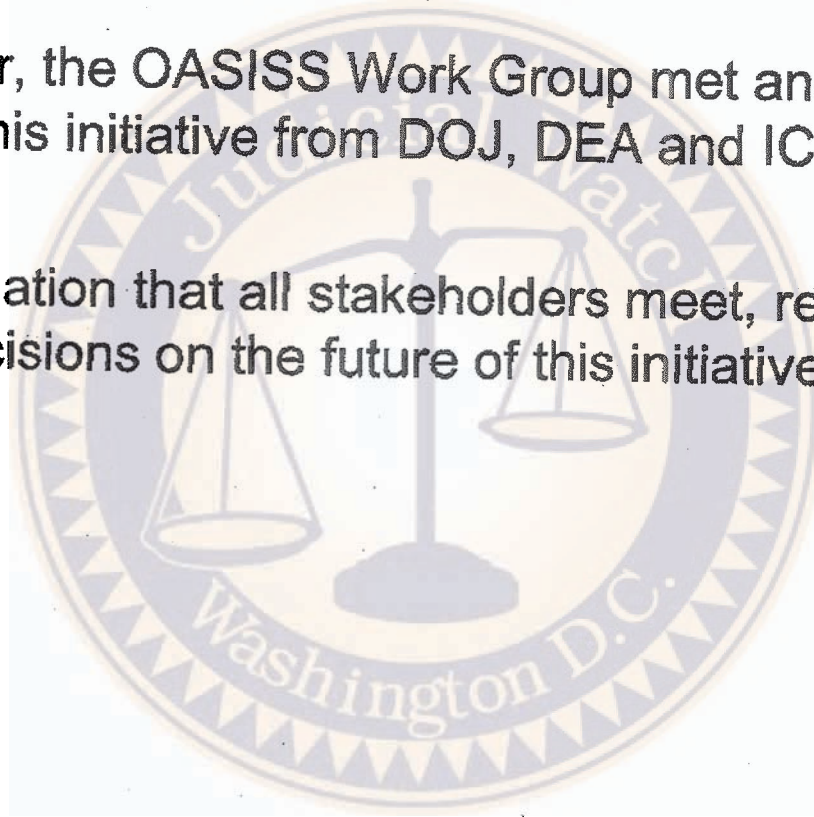 r, the OASISS Work Group met an
his initiative from DOJ, DEA and IC
ation that all stakeholders meet, re
cisions on the future of this initiative
Judicial Watch
Washington D.C.